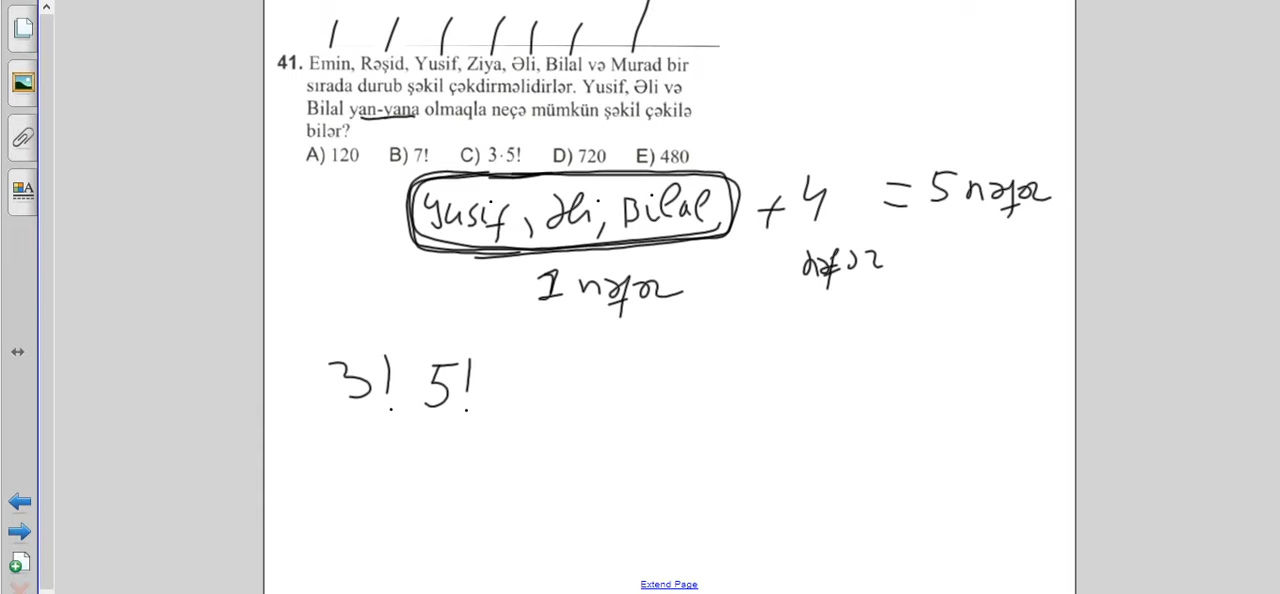 41. Emin, Rəşid, Yusif, Ziya, Əli, Bilal və Murad bir
sırada durub şəkil çəkdirməlidirlər. Yusif, Əli və
Bilal yan-yana olmaqla neçə mümkün şəkil çəkilə
bilər?
A) 120 B) 7! C) 3·5! D) 720 E) 480
Yusif, Əli, Bilal + 4 = 5 nəfər
nəfər
1 nəfər
3! 5!
Extend Page